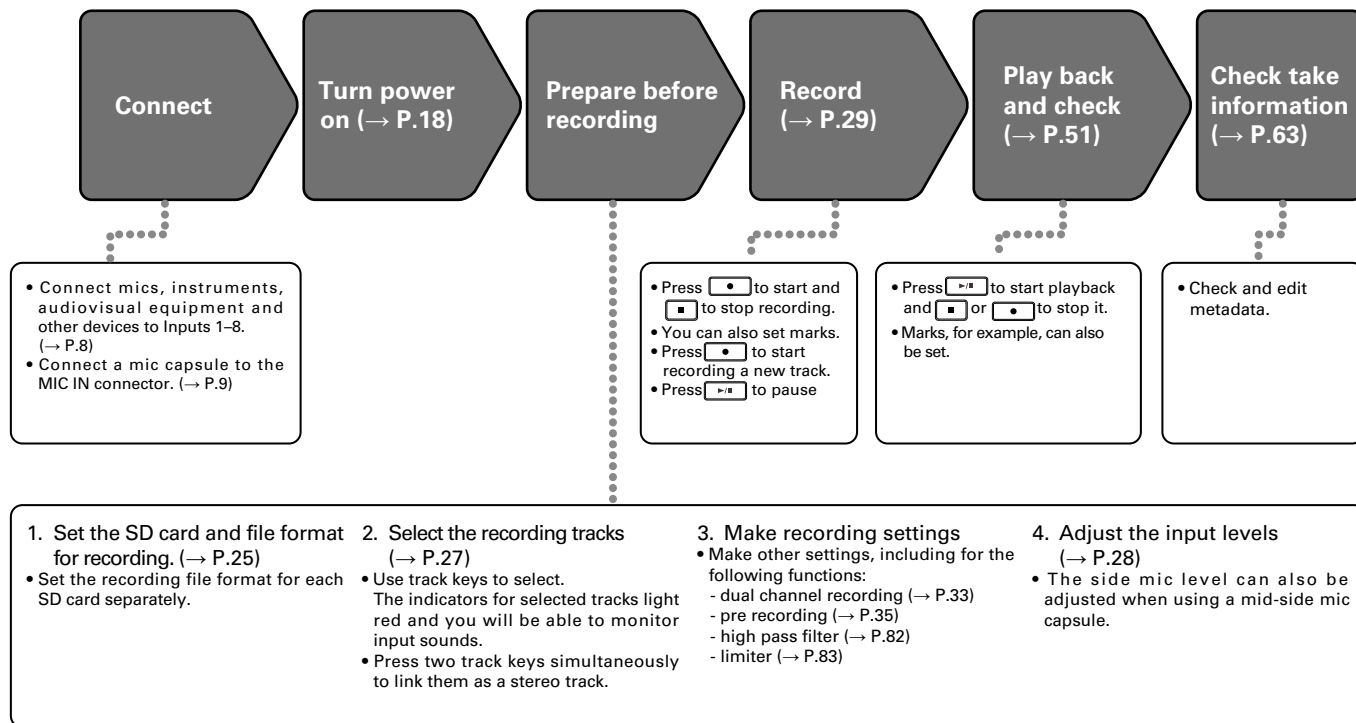 Connect
Turn power
on (→ P.18)
Prepare before
recording
Record
(→ P.29)
Play back
and check
(→ P.51)
Check take
information
(→ P.63)
• Connect mics, instruments,
audiovisual equipment and
other devices to Inputs 1–8.
(→ P.8)
• Connect a mic capsule to the
MIC IN connector. (→ P.9)
• Press ● to start and
■ to stop recording.
• You can also set marks.
• Press ● to start
recording a new track.
• Press ►/II to pause
• Press ►/II to start playback
and ■ or ● to stop it.
• Marks, for example, can also
be set.
• Check and edit
metadata.
1. Set the SD card and file format
for recording. (→ P.25)
• Set the recording file format for each
SD card separately.
2. Select the recording tracks
(→ P.27)
• Use track keys to select.
The indicators for selected tracks light
red and you will be able to monitor
input sounds.
• Press two track keys simultaneously
to link them as a stereo track.
3. Make recording settings
• Make other settings, including for the
following functions:
- dual channel recording (→ P.33)
- pre recording (→ P.35)
- high pass filter (→ P.82)
- limiter (→ P.83)
4. Adjust the input levels
(→ P.28)
• The side mic level can also be
adjusted when using a mid-side mic
capsule.